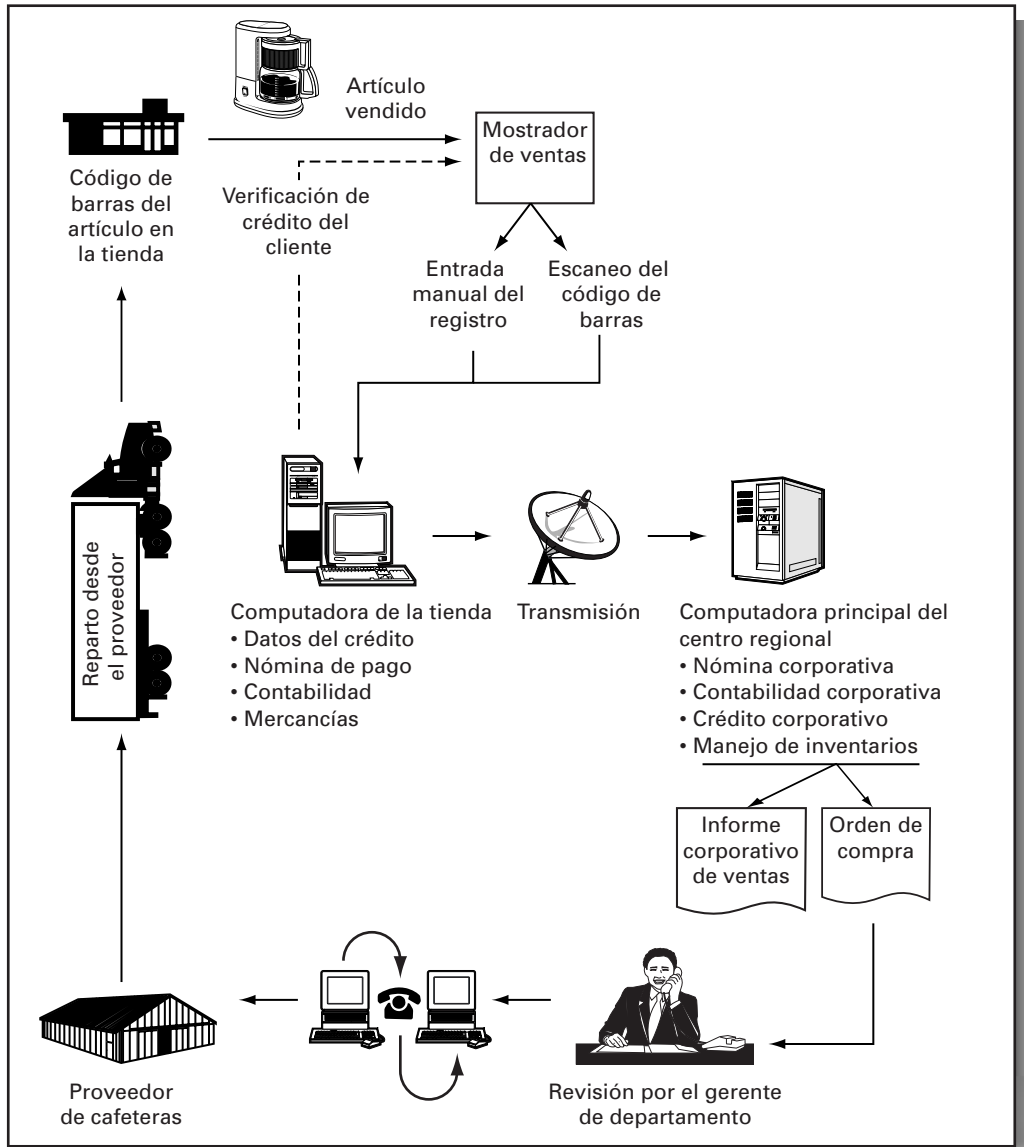 Artículo
vendido
Mostrador
de ventas
Código de
barras del
artículo en
la tienda
Verificación de
crédito del
cliente
Entrada
manual del
registro
Escaneo del
código de
barras
Reparto desde
el proveedor
Computadora de la tienda
• Datos del crédito
• Nómina de pago
• Contabilidad
• Mercancías
Transmisión
Computadora principal del
centro regional
• Nómina corporativa
• Contabilidad corporativa
• Crédito corporativo
• Manejo de inventarios
Informe
corporativo
de ventas
Orden de
compra
Proveedor
de cafeteras
Revisión por el gerente
de departamento